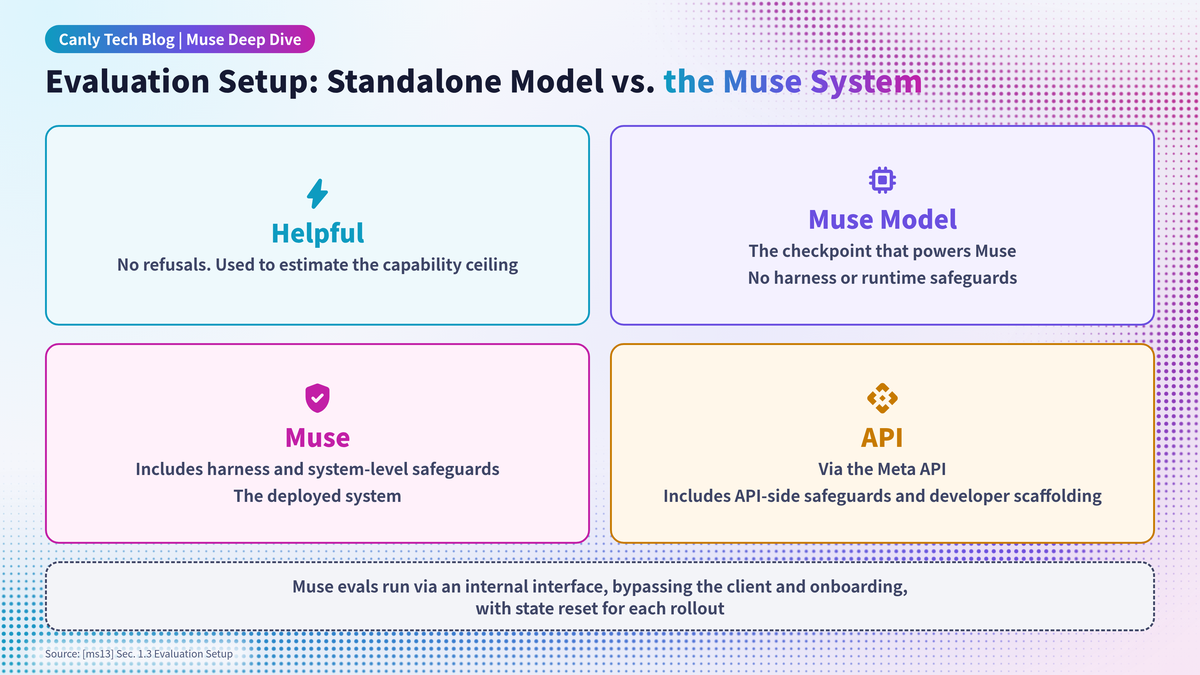 Canly Tech Blog | Muse Deep Dive
Evaluation Setup: Standalone Model vs. the Muse System
Helpful
No refusals. Used to estimate the capability ceiling
Muse Model
The checkpoint that powers Muse
No harness or runtime safeguards
Muse
Includes harness and system-level safeguards
The deployed system
API
Via the Meta API
Includes API-side safeguards and developer scaffolding
Muse evals run via an internal interface, bypassing the client and onboarding,
with state reset for each rollout
Source: [ms13] Sec. 1.3 Evaluation Setup